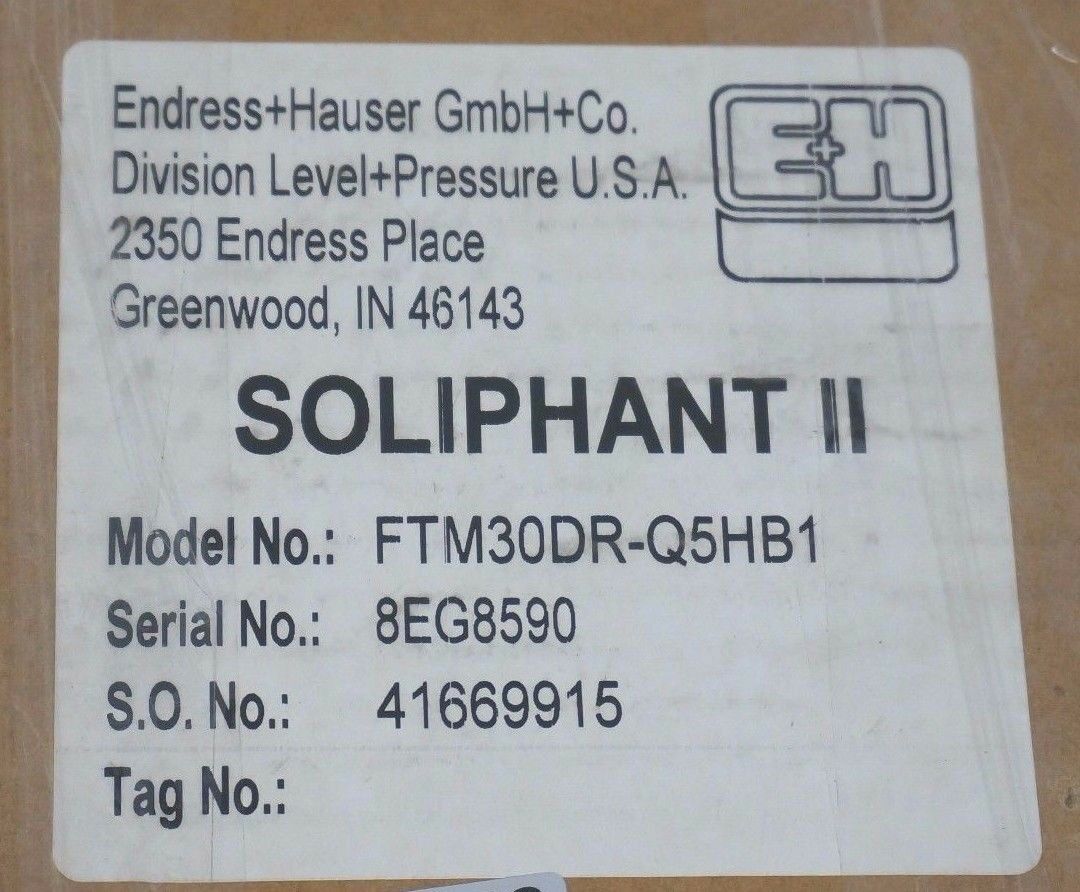 Endress+Hauser GmbH+Co.
Division Level+Pressure U.S.A.
2350 Endress Place
Greenwood, IN 46143
E+H
SOLIPHANT II
Model No.: FTM30DR-Q5HB1
Serial No.: 8EG8590
S.O. No.: 41669915
Tag No.: